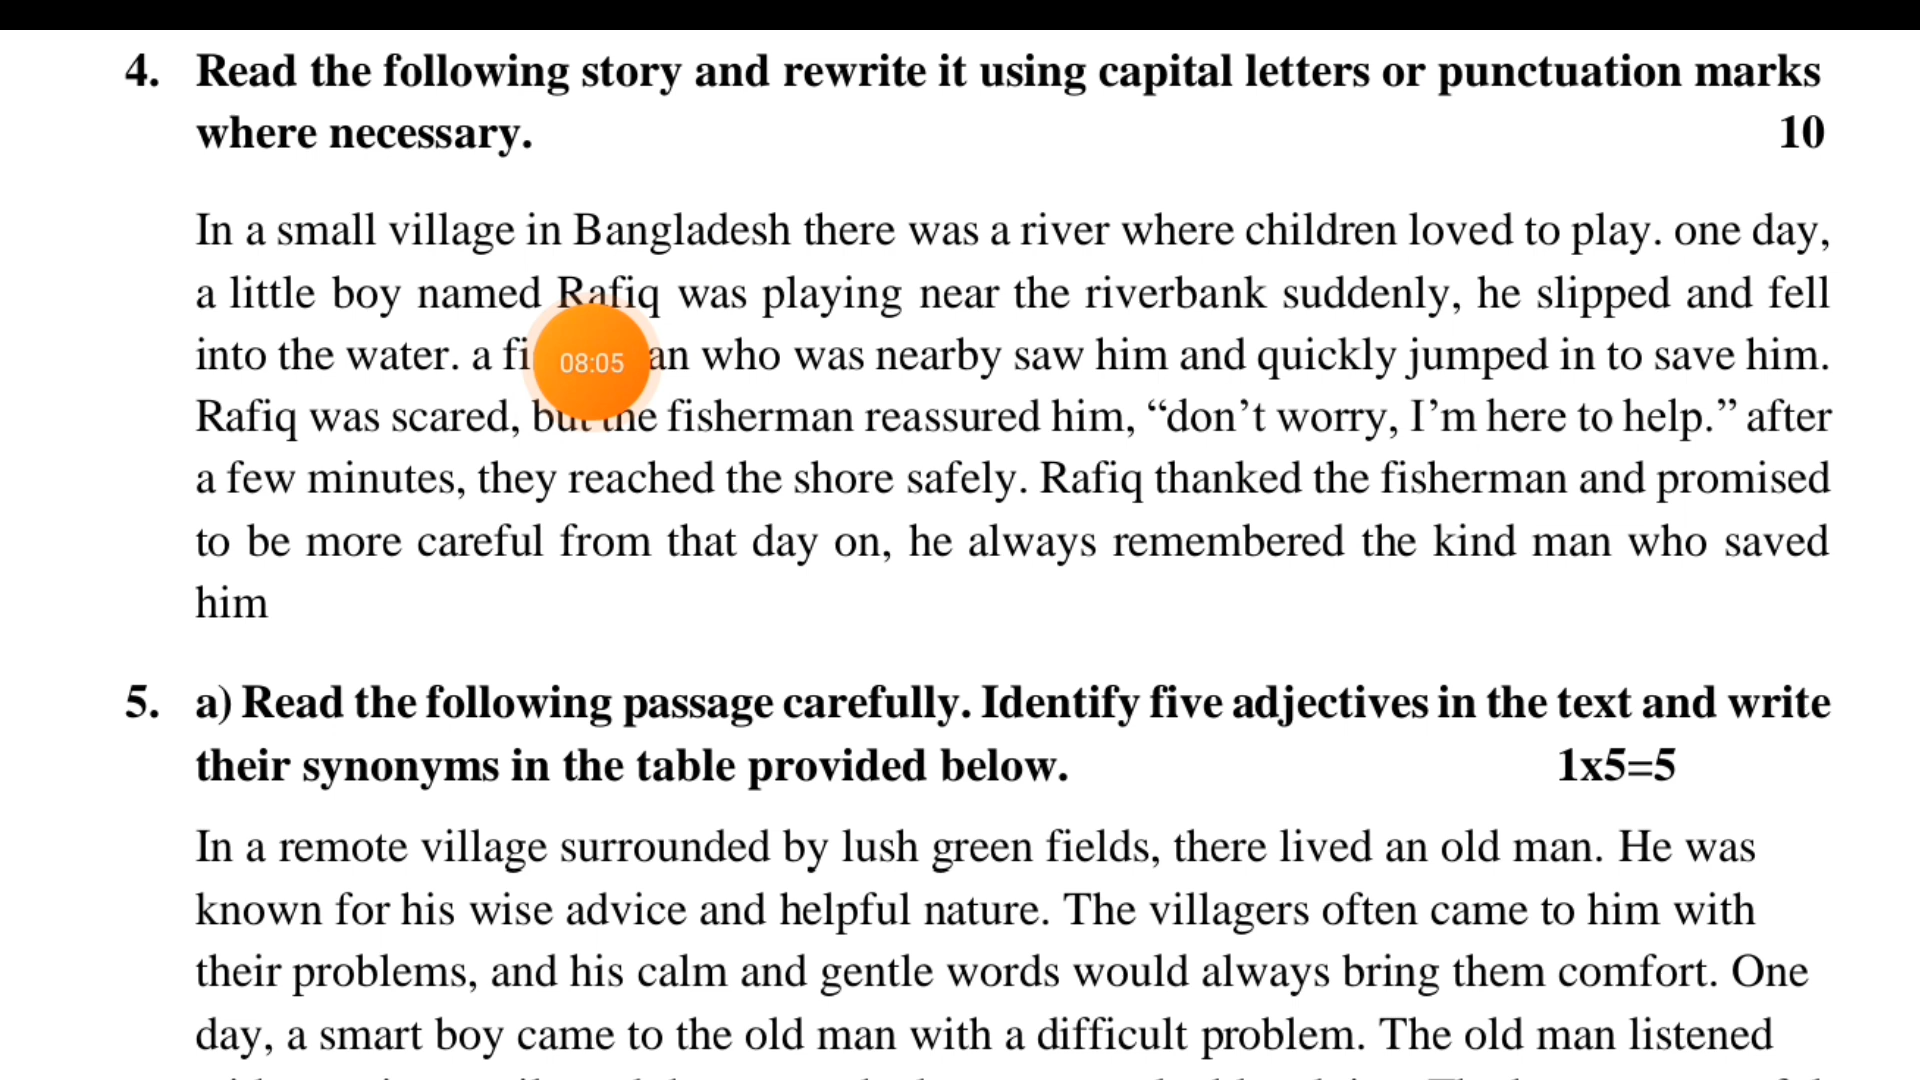 4. Read the following story and rewrite it using capital letters or punctuation marks
where necessary. 10
In a small village in Bangladesh there was a river where children loved to play. one day,
a little boy named Rafiq was playing near the riverbank suddenly, he slipped and fell
into the water. a fi 08:05 an who was nearby saw him and quickly jumped in to save him.
Rafiq was scared, but the fisherman reassured him, “don’t worry, I’m here to help.” after
a few minutes, they reached the shore safely. Rafiq thanked the fisherman and promised
to be more careful from that day on, he always remembered the kind man who saved
him
5. a) Read the following passage carefully. Identify five adjectives in the text and write
their synonyms in the table provided below. 1x5=5
In a remote village surrounded by lush green fields, there lived an old man. He was
known for his wise advice and helpful nature. The villagers often came to him with
their problems, and his calm and gentle words would always bring them comfort. One
day, a smart boy came to the old man with a difficult problem. The old man listened